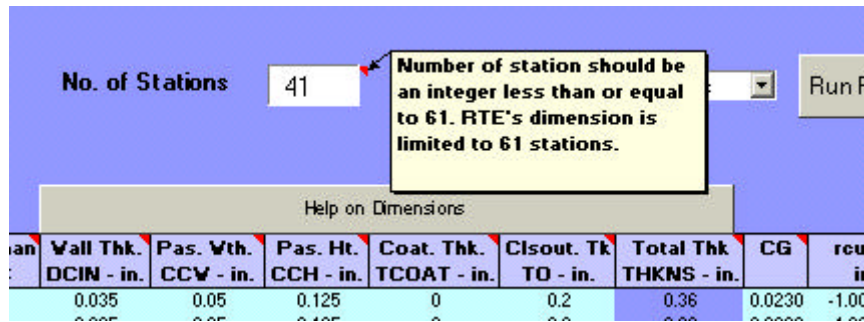 No. of Stations
41
Number of station should be
an integer less than or equal
to 61. RTE's dimension is
limited to 61 stations.
Run
Help on Dimensions
Wall Thk. Pas. Wth. Pas. Ht. Coat. Thk. Clsout. Tk Total Thk CG
DCIN - in. CCW - in. CCH - in. TCOAT - in. TO - in. THKNS - in.
0.035 0.05 0.125 0 0.2 0.36 0.0230 -1.00